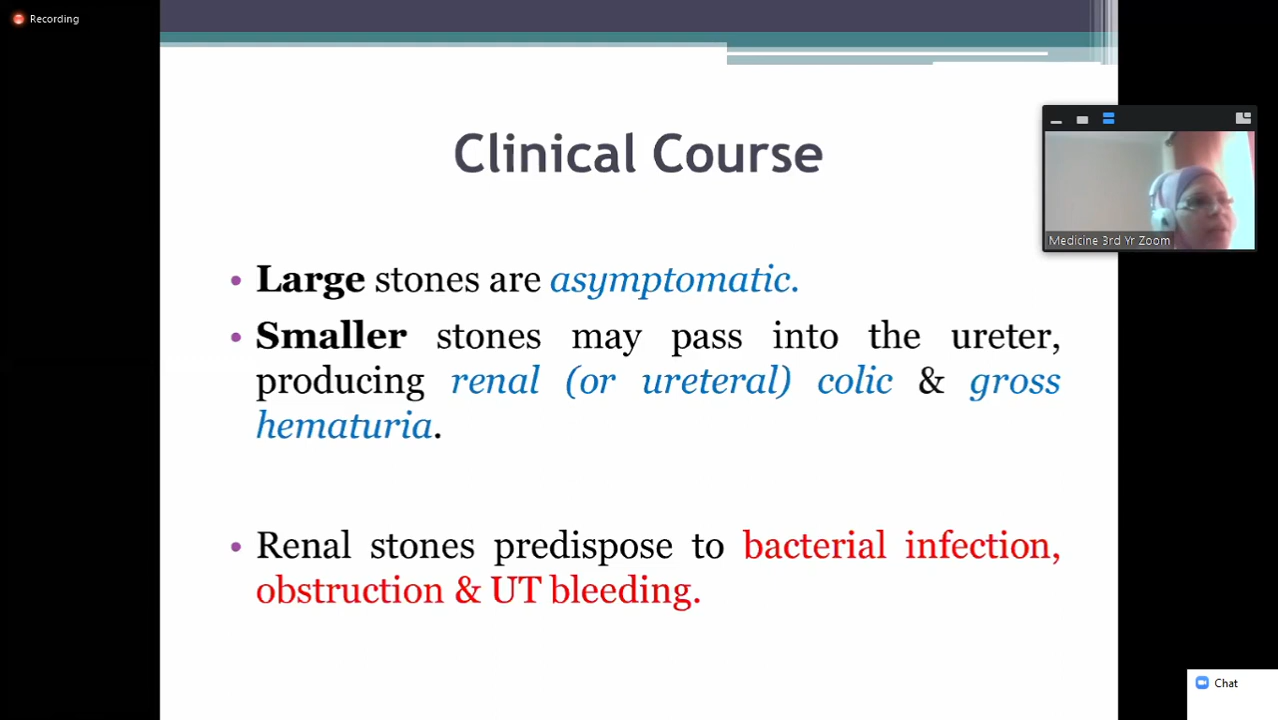 Recording
Clinical Course
Medicine 3rd Yr Zoom
• Large stones are asymptomatic.
• Smaller stones may pass into the ureter,
producing renal (or ureteral) colic & gross
hematuria.
• Renal stones predispose to bacterial infection,
obstruction & UT bleeding.
Chat